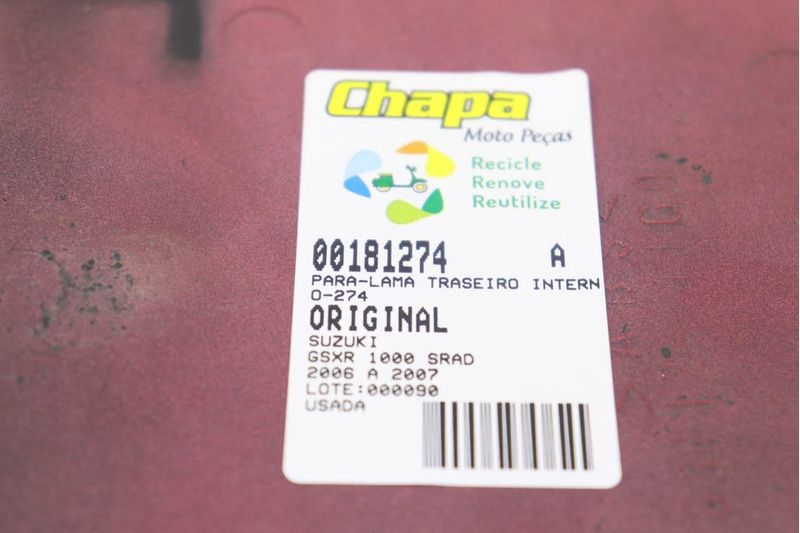 Chapa
Moto Peças
Recicle
Renove
Reutilize
00181274 A
PARA-LAMA TRASEIRO INTERN
O-274
ORIGINAL
SUZUKI
GSXR 1000 SRAD
2006 A 2007
LOTE:000090
USADA